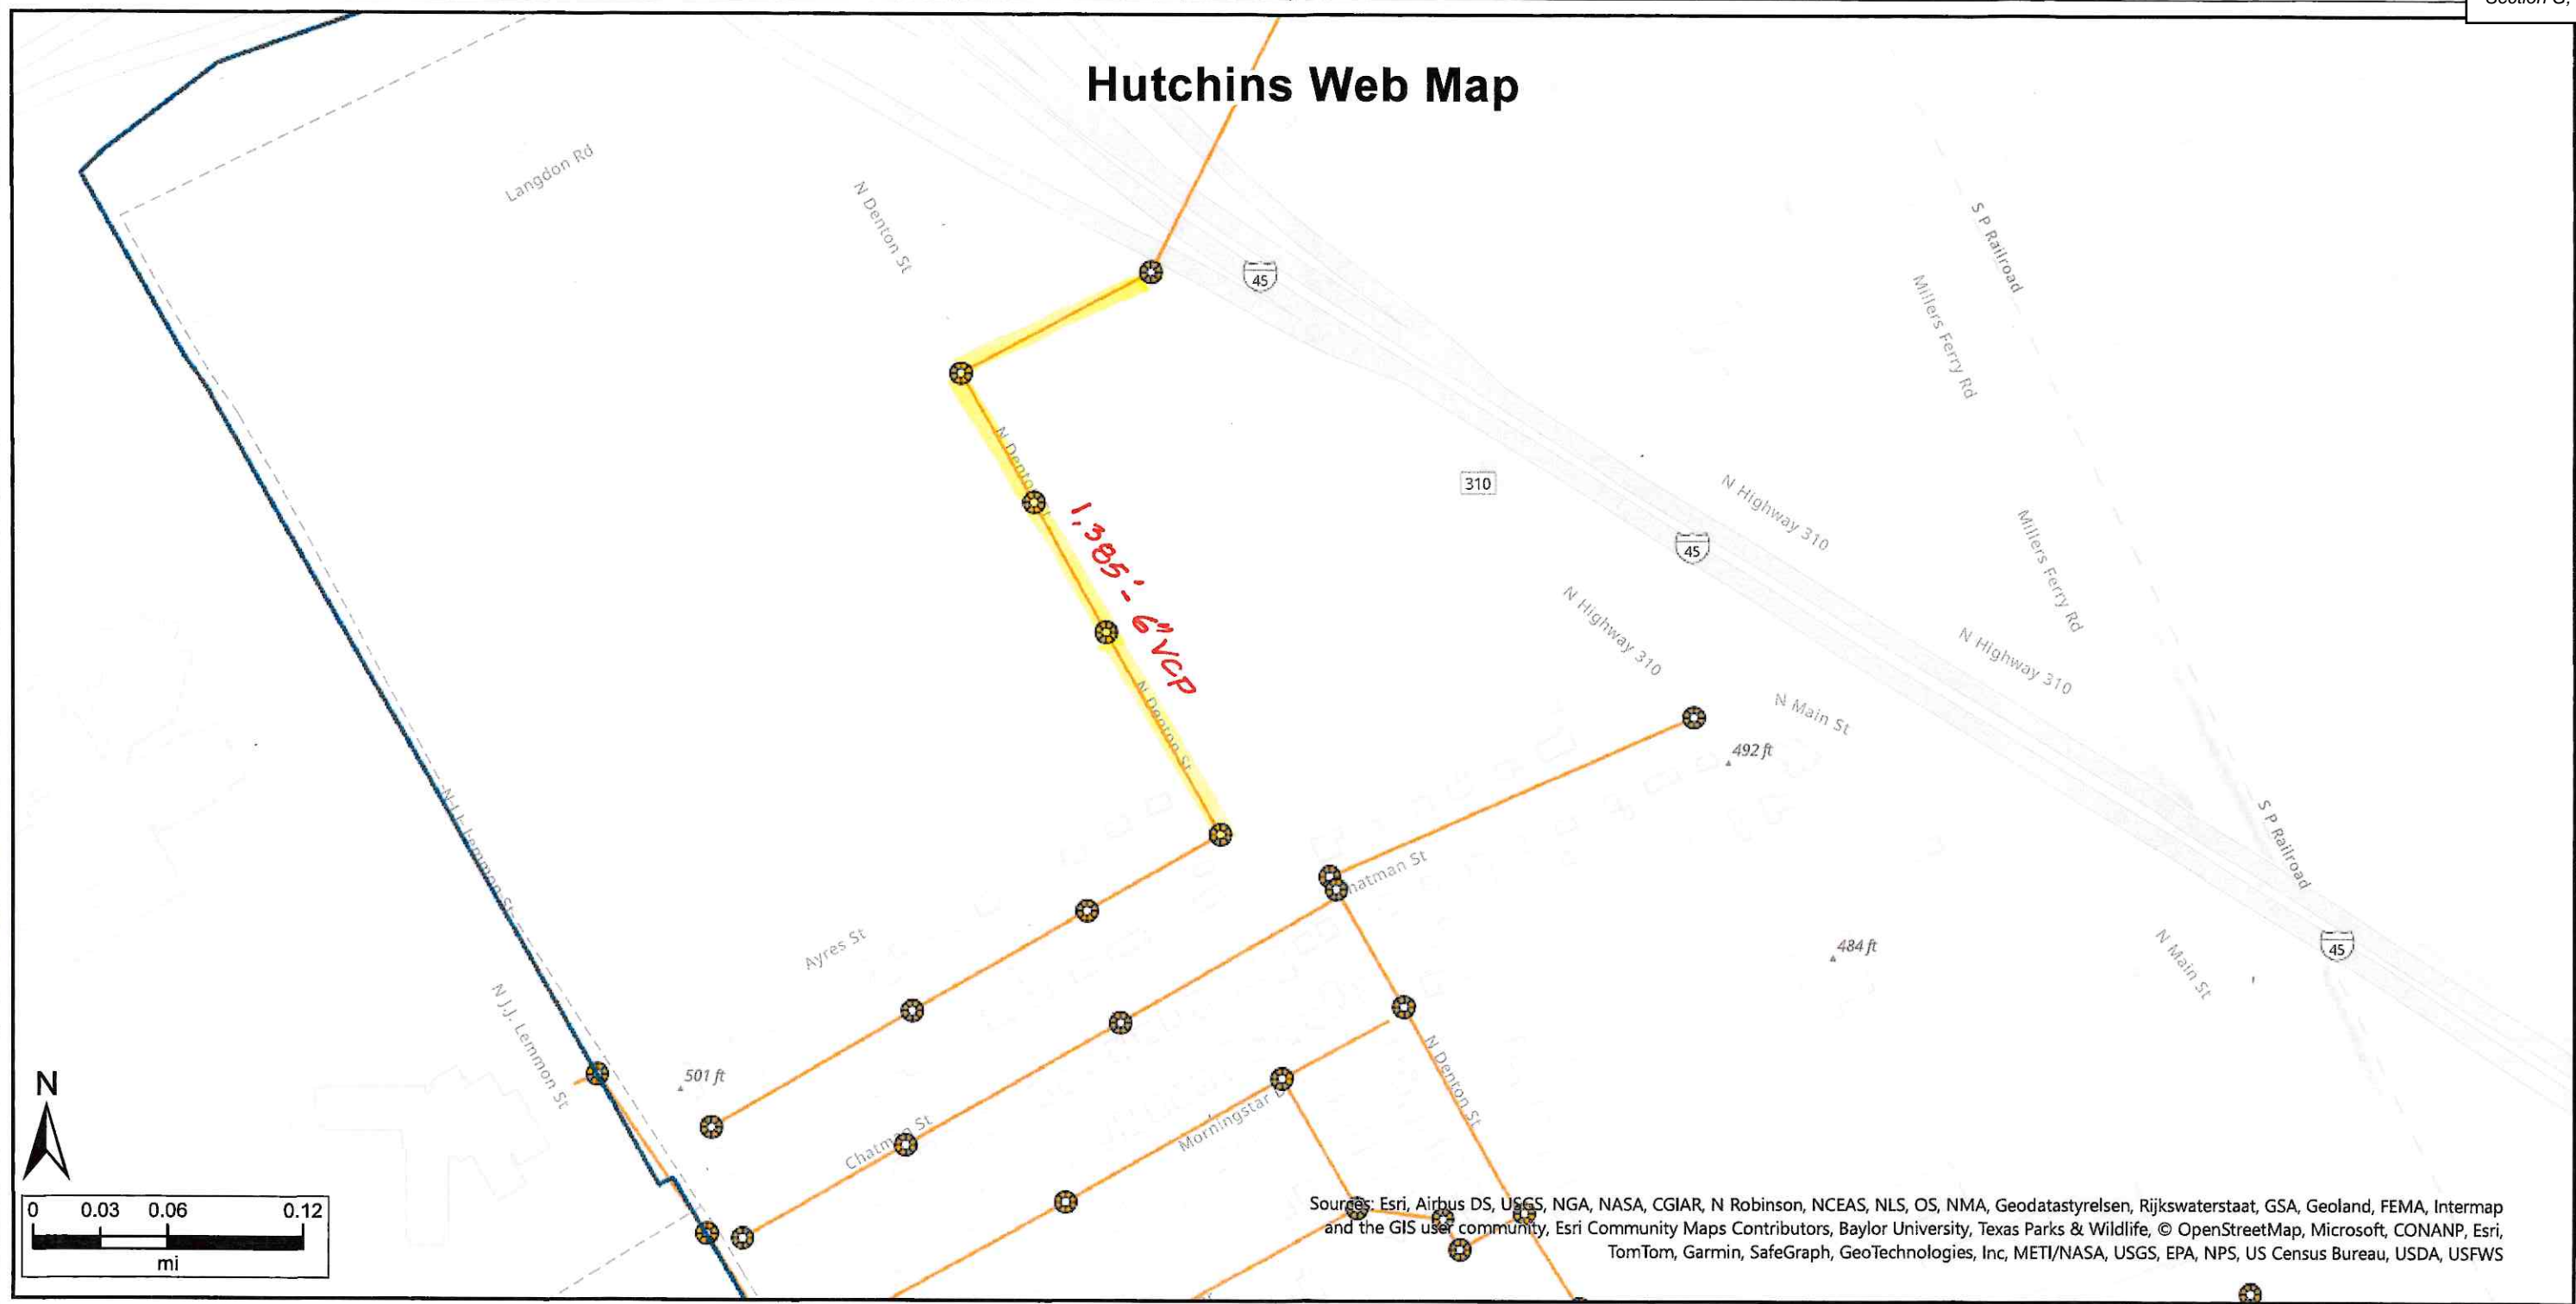 Hutchins Web Map
Langdon Rd
N Denton St
45
S P Railroad
Millers Ferry Rd
N Denton St
310
1,385' - 6" VCP
N Highway 310
45
Millers Ferry Rd
N Highway 310
N Highway 310
N Main St
492 ft
N Denton St
N J.J. Lemmon St
S P Railroad
Chatman St
Ayres St
484 ft
45
N Main St
N J.J. Lemmon St
501 ft
N Denton St
Chatman St
Morningstar
N
0 0.03 0.06 0.12
mi
Sources: Esri, Airbus DS, USGS, NGA, NASA, CGIAR, N Robinson, NCEAS, NLS, OS, NMA, Geodatastyrelsen, Rijkswaterstaat, GSA, Geoland, FEMA, Intermap
and the GIS user community, Esri Community Maps Contributors, Baylor University, Texas Parks & Wildlife, © OpenStreetMap, Microsoft, CONANP, Esri,
TomTom, Garmin, SafeGraph, GeoTechnologies, Inc, METI/NASA, USGS, EPA, NPS, US Census Bureau, USDA, USFWS